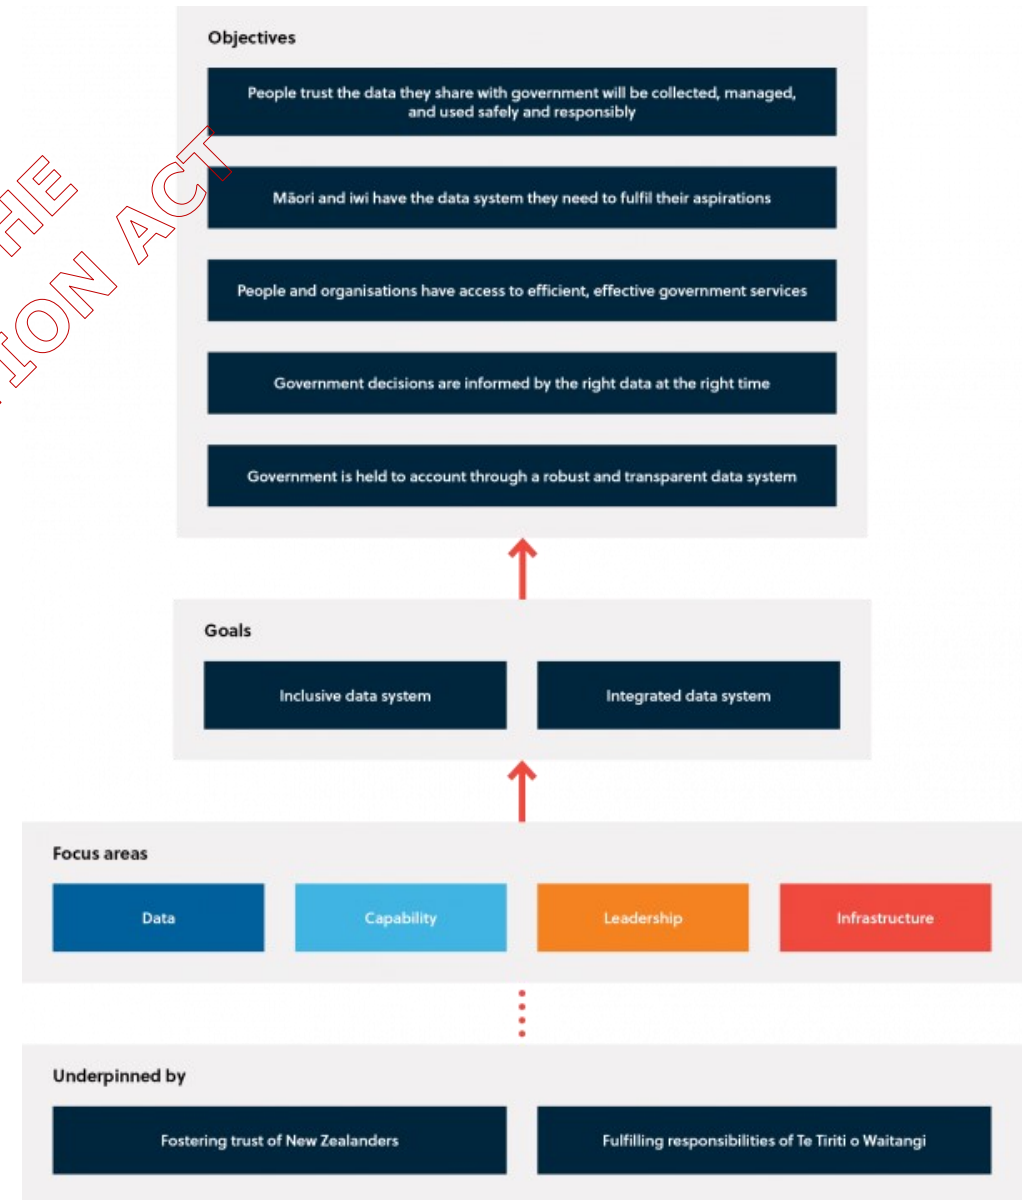 Objectives
People trust the data they share with government will be collected, managed,
and used safely and responsibly
Māori and iwi have the data system they need to fulfil their aspirations
People and organisations have access to efficient, effective government services
Government decisions are informed by the right data at the right time
Government is held to account through a robust and transparent data system
Goals
Inclusive data system
Integrated data system
Focus areas
Data
Capability
Leadership
Infrastructure
Underpinned by
Fostering trust of New Zealanders
Fulfilling responsibilities of Te Tiriti o Waitangi
HE
TION ACT